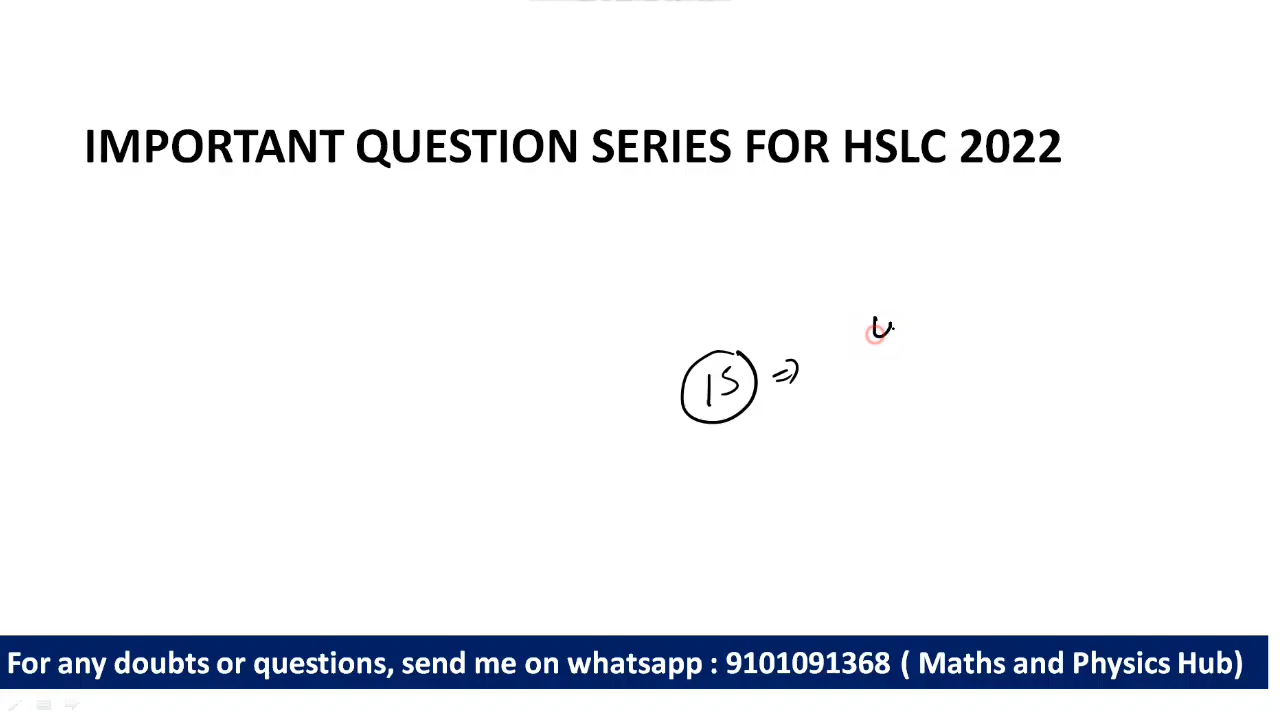 IMPORTANT QUESTION SERIES FOR HSLC 2022
15 ⇒
For any doubts or questions, send me on whatsapp : 9101091368 ( Maths and Physics Hub)